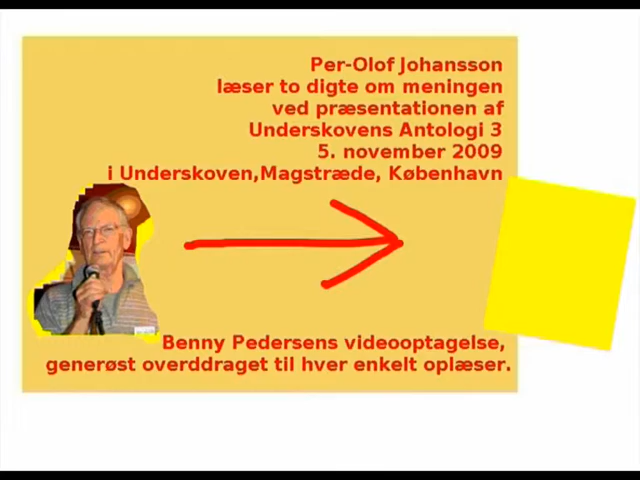 Per-Olof Johansson
læser to digte om meningen
ved præsentationen af
Underskovens Antologi 3
5. november 2009
i Underskoven,Magstræde, København
Benny Pedersens videooptagelse,
generøst overddraget til hver enkelt oplæser.